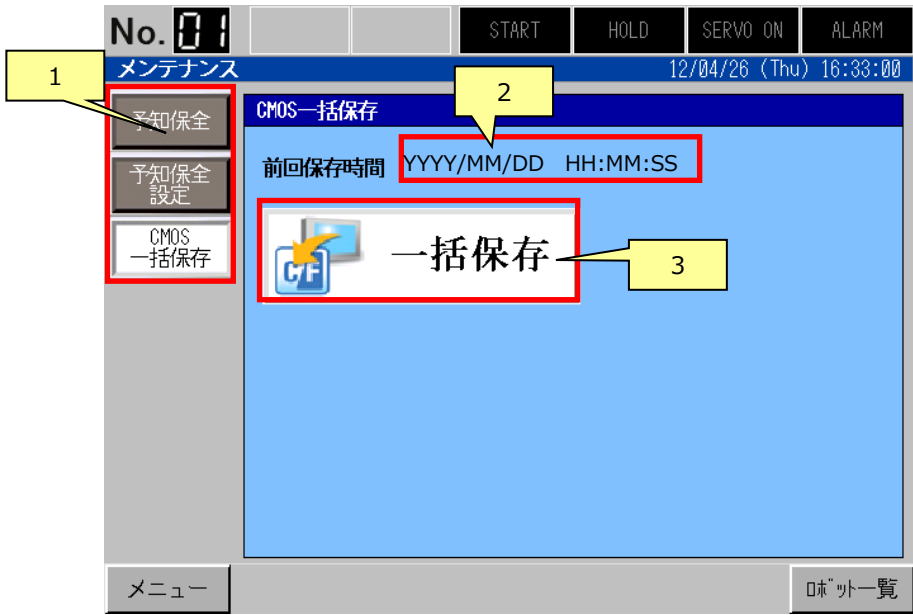 No. 01 START HOLD SERVO ON ALARM
メンテナンス 12/04/26 (Thu) 16:33:00
1
予知保全
予知保全
設定
CMOS
一括保存
CMOS一括保存
2
前回保存時間 YYYY/MM/DD HH:MM:SS
C/F 一括保存
3
メニュー ﾛﾎﾞｯﾄ一覧